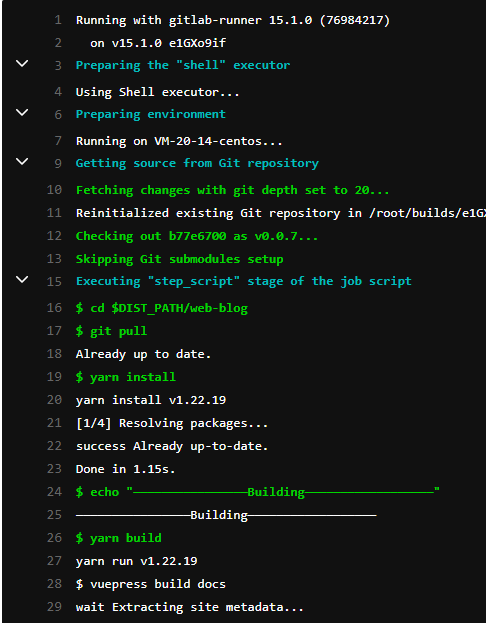 1 Running with gitlab-runner 15.1.0 (76984217)
2 on v15.1.0 e1GXo9if
3 Preparing the "shell" executor
4 Using Shell executor...
6 Preparing environment
7 Running on VM-20-14-centos...
9 Getting source from Git repository
10 Fetching changes with git depth set to 20...
11 Reinitialized existing Git repository in /root/builds/e1GX
12 Checking out b77e6700 as v0.0.7...
13 Skipping Git submodules setup
15 Executing "step_script" stage of the job script
16 $ cd $DIST_PATH/web-blog
17 $ git pull
18 Already up to date.
19 $ yarn install
20 yarn install v1.22.19
21 [1/4] Resolving packages...
22 success Already up-to-date.
23 Done in 1.15s.
24 $ echo "————————————————Building——————————————————"
25 ————————————————Building——————————————————
26 $ yarn build
27 yarn run v1.22.19
28 $ vuepress build docs
29 wait Extracting site metadata...